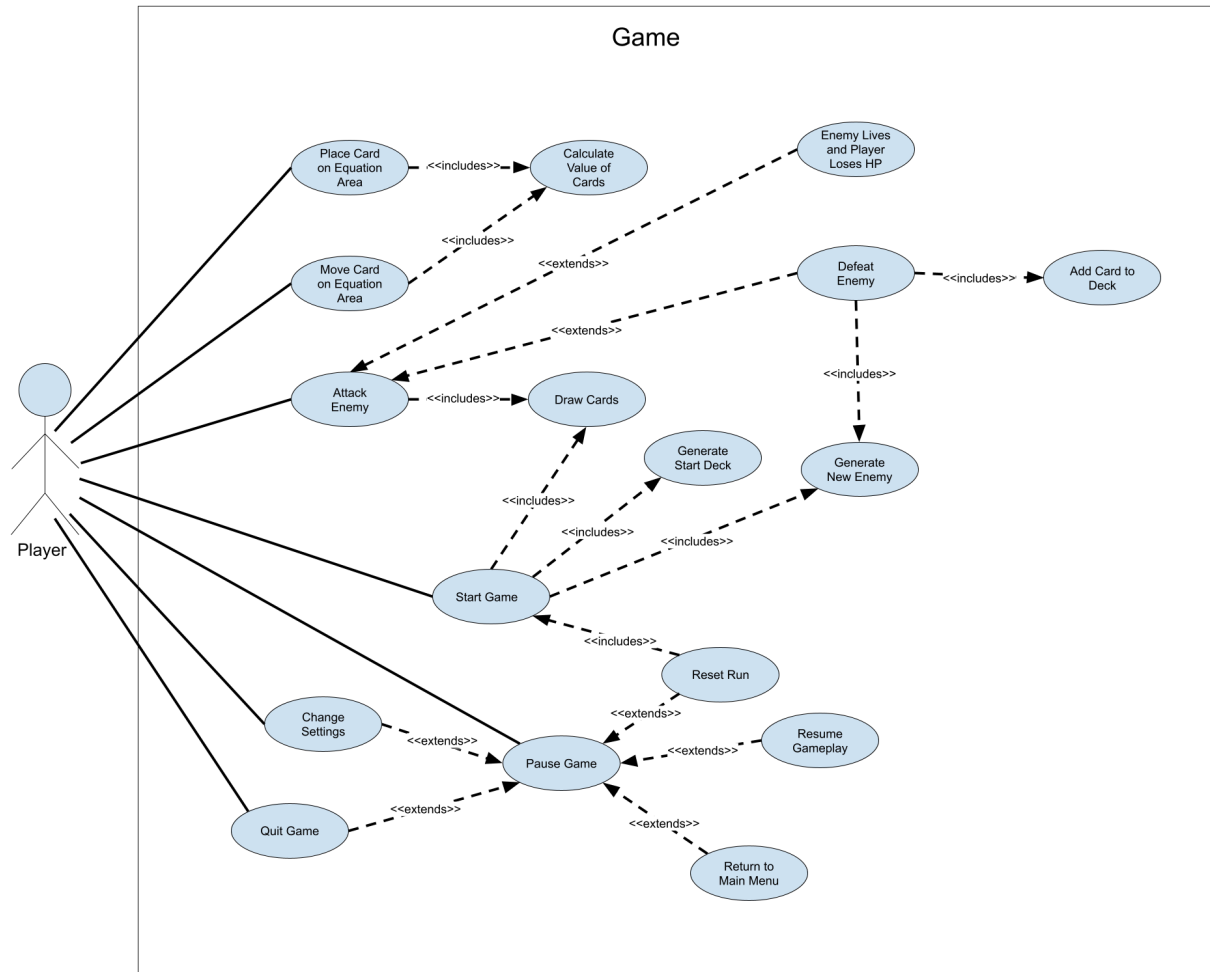 Game
Place Card
on Equation
Area
<<includes>>
Calculate
Value of
Cards
Enemy Lives
and Player
Loses HP
<<includes>>
Move Card
on Equation
Area
<<extends>>
Defeat
Enemy
<<includes>>
Add Card to
Deck
<<extends>>
<<includes>>
Attack
Enemy
<<includes>>
Draw Cards
Generate
Start Deck
Generate
New Enemy
<<includes>>
<<includes>>
<<includes>>
Player
Start Game
<<includes>>
Reset Run
<<extends>>
Change
Settings
<<extends>>
Resume
Gameplay
<<extends>>
Pause Game
Quit Game
<<extends>>
<<extends>>
Return to
Main Menu